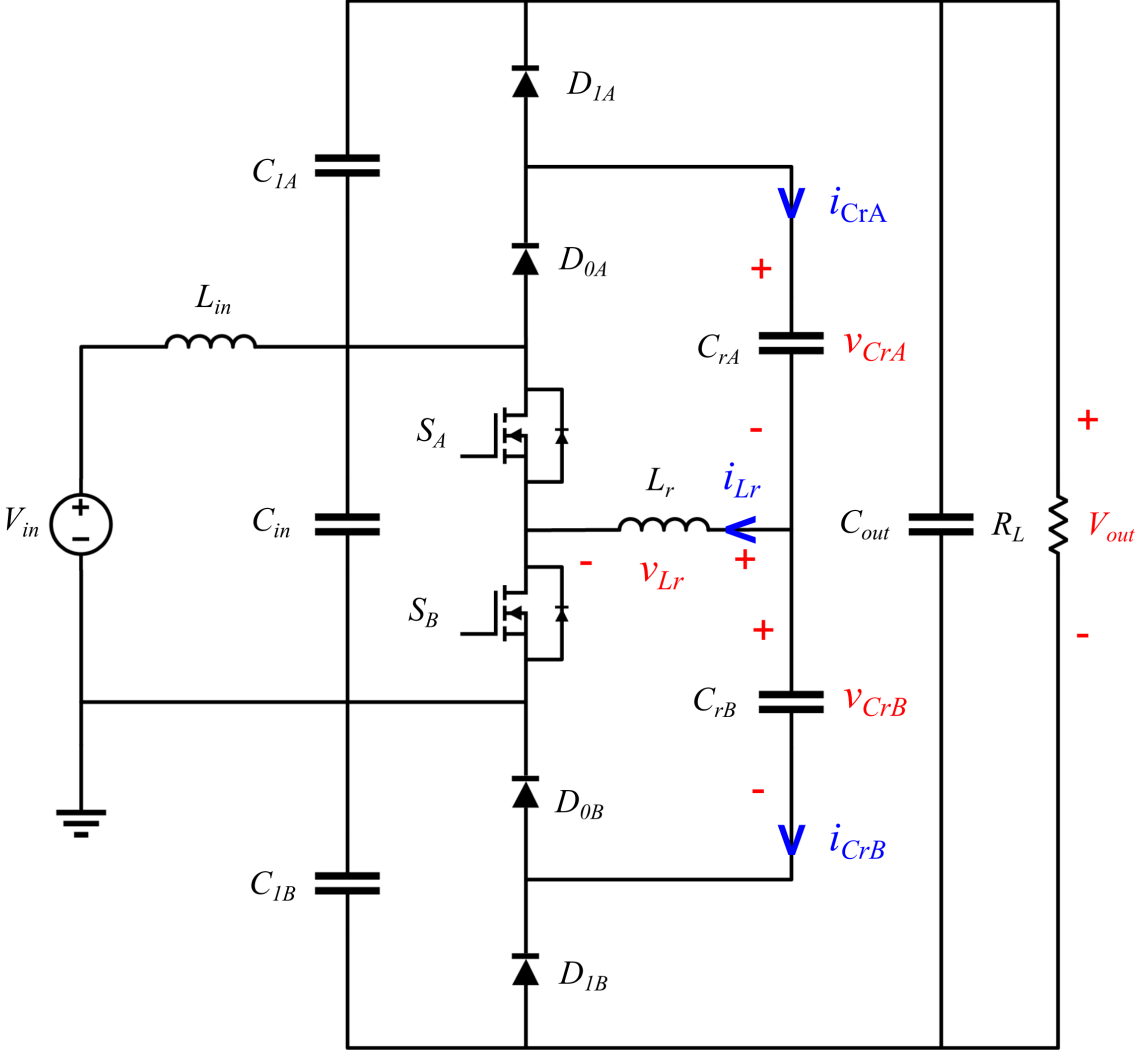 D1A
C1A
iCrA
+
D0A
Lin
CrA
vCrA
+
SA
-
Lr
iLr
Vin
+
-
Cin
Cout
RL
Vout
-
vLr
+
SB
+
-
CrB
vCrB
-
D0B
iCrB
C1B
D1B